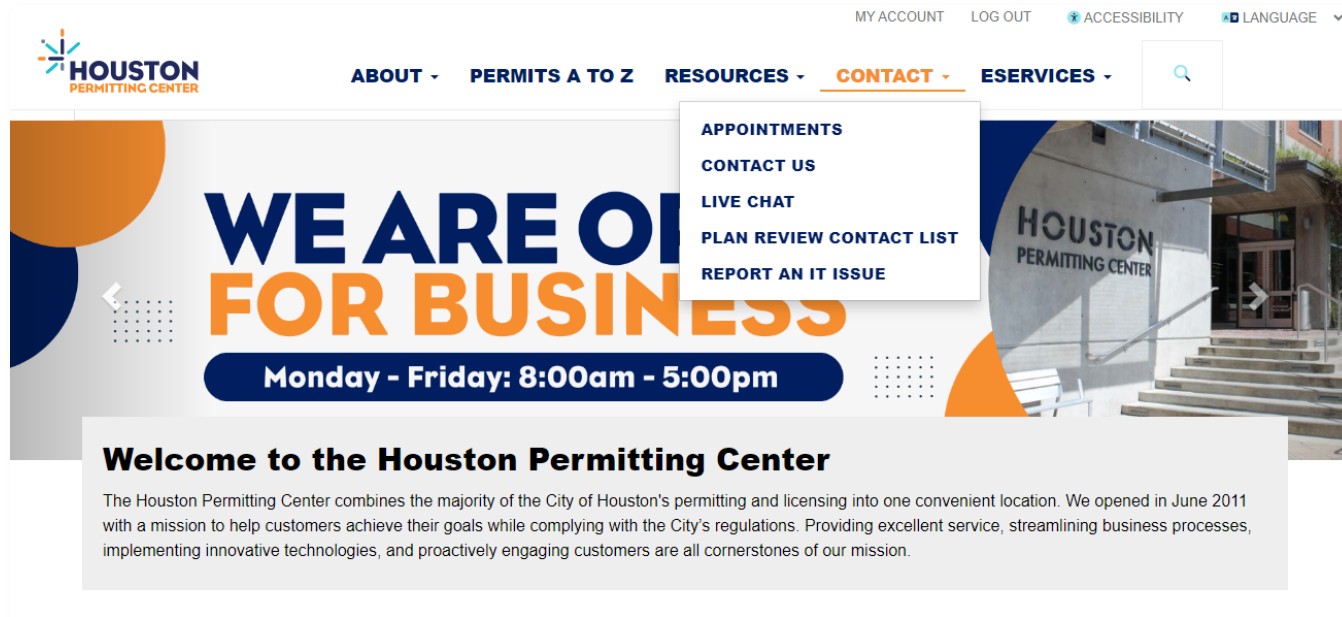 MY ACCOUNT LOG OUT ACCESSIBILITY LANGUAGE
HOUSTON
PERMITTING CENTER
ABOUT PERMITS A TO Z RESOURCES CONTACT ESERVICES
APPOINTMENTS
CONTACT US
LIVE CHAT
PLAN REVIEW CONTACT LIST
REPORT AN IT ISSUE
WE ARE
FOR BUSINESS
Monday - Friday: 8:00am - 5:00pm
HOUSTON
PERMITTING CENTER
Welcome to the Houston Permitting Center
The Houston Permitting Center combines the majority of the City of Houston's permitting and licensing into one convenient location. We opened in June 2011
with a mission to help customers achieve their goals while complying with the City’s regulations. Providing excellent service, streamlining business processes,
implementing innovative technologies, and proactively engaging customers are all cornerstones of our mission.